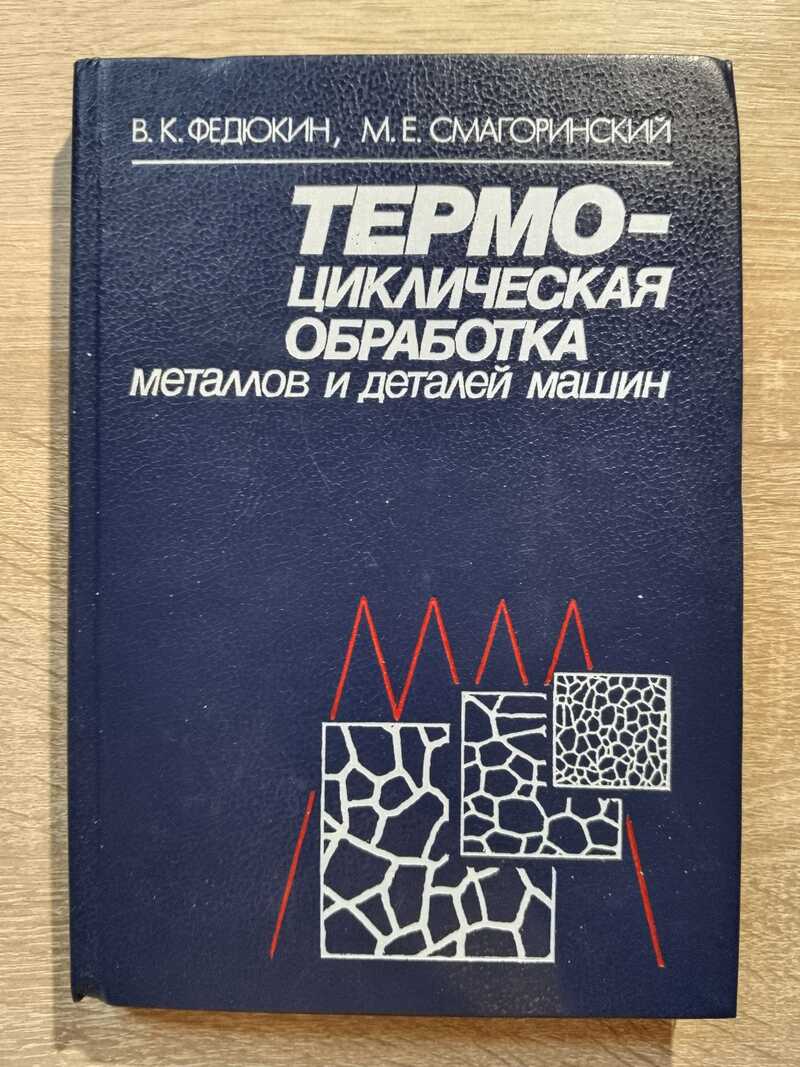 В. К. ФЕДЮКИН, М. Е. СМАГОРИНСКИЙ
ТЕРМО-
ЦИКЛИЧЕСКАЯ
ОБРАБОТКА
металлов и деталей машин